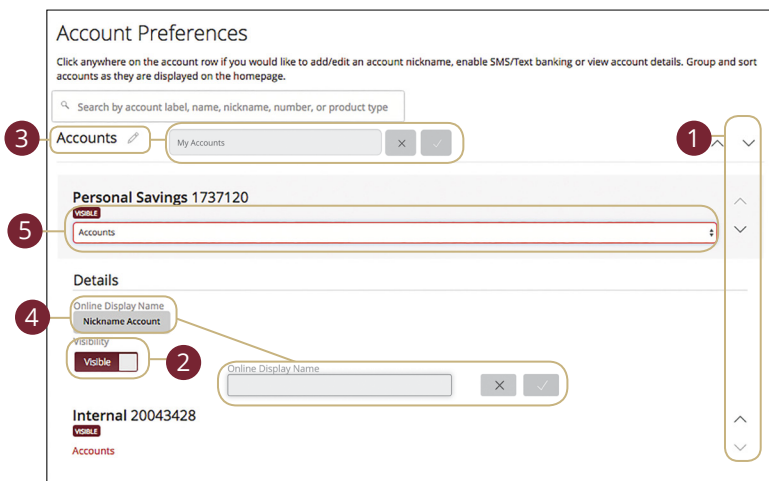 Account Preferences
Click anywhere on the account row if you would like to add/edit an account nickname, enable SMS/Text banking or view account details. Group and sort
accounts as they are displayed on the homepage.
Search by account label, name, nickname, number, or product type
3
Accounts
My Accounts
1
Personal Savings 1737120
VISIBLE
5
Accounts
Details
4
Online Display Name
Nickname Account
Visibility
Visible
2
Online Display Name
Internal 20043428
VISIBLE
Accounts